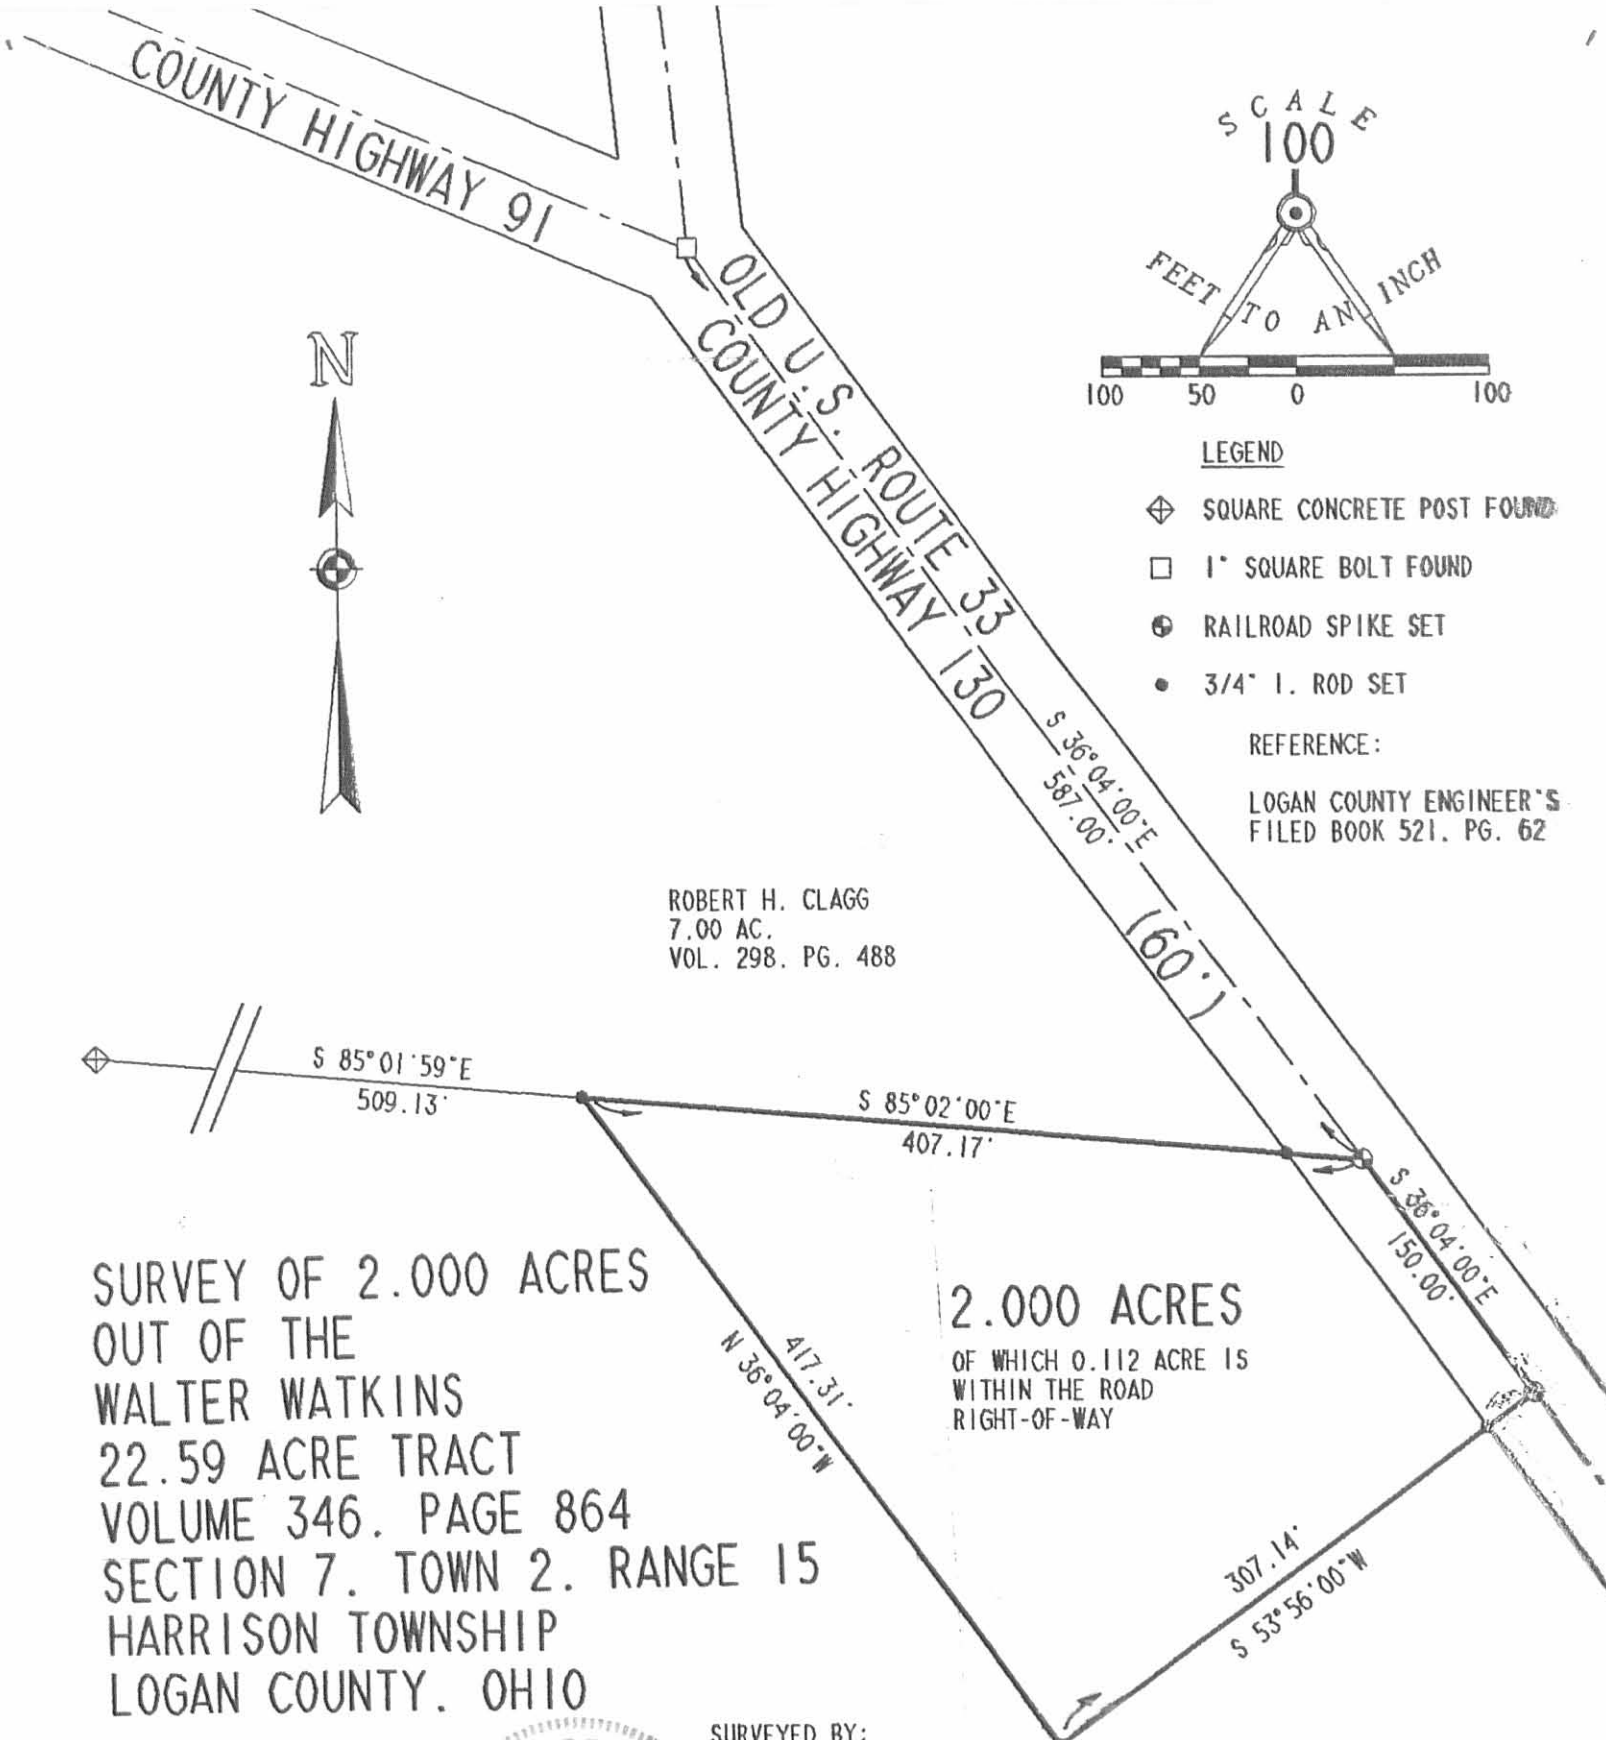 COUNTY HIGHWAY 91
OLD U.S. ROUTE 33
COUNTY HIGHWAY 130
SCALE
100
FEET TO AN INCH
100 50 0 100
N
LEGEND
SQUARE CONCRETE POST FOUND
1" SQUARE BOLT FOUND
RAILROAD SPIKE SET
3/4" I. ROD SET
REFERENCE:
LOGAN COUNTY ENGINEER'S
FILED BOOK 521. PG. 62
S 36°04'00"E
587.00'
(60')
ROBERT H. CLAGG
7.00 AC.
VOL. 298. PG. 488
S 85°01'59"E
509.13'
S 85°02'00"E
407.17'
S 36°04'00"E
150.00'
SURVEY OF 2.000 ACRES
OUT OF THE
WALTER WATKINS
22.59 ACRE TRACT
VOLUME 346. PAGE 864
SECTION 7. TOWN 2. RANGE 15
HARRISON TOWNSHIP
LOGAN COUNTY. OHIO
417.31'
N 36°04'00"W
2.000 ACRES
OF WHICH 0.112 ACRE IS
WITHIN THE ROAD
RIGHT-OF-WAY
307.14'
S 53°56'00"W
SURVEYED BY: